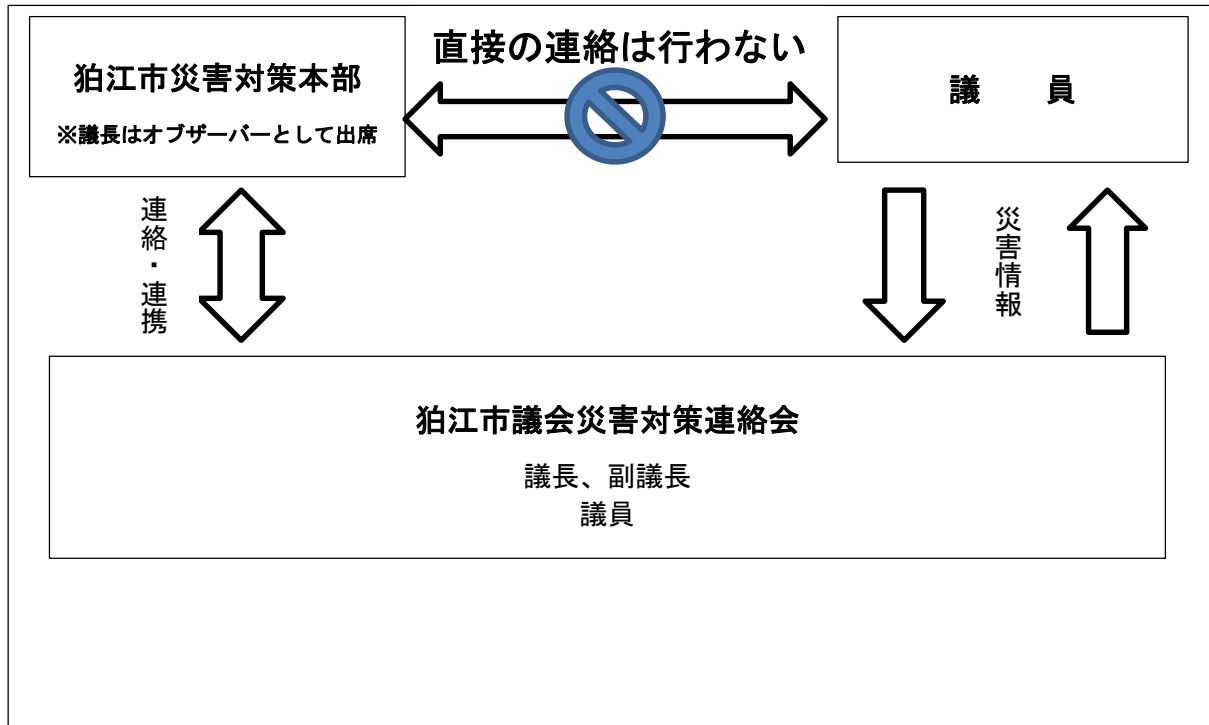 直接の連絡は行わない
狛江市災害対策本部
※議長はオブザーバーとして出席
議　　員
連絡・連携
災害情報
狛江市議会災害対策連絡会
議長、副議長
議員